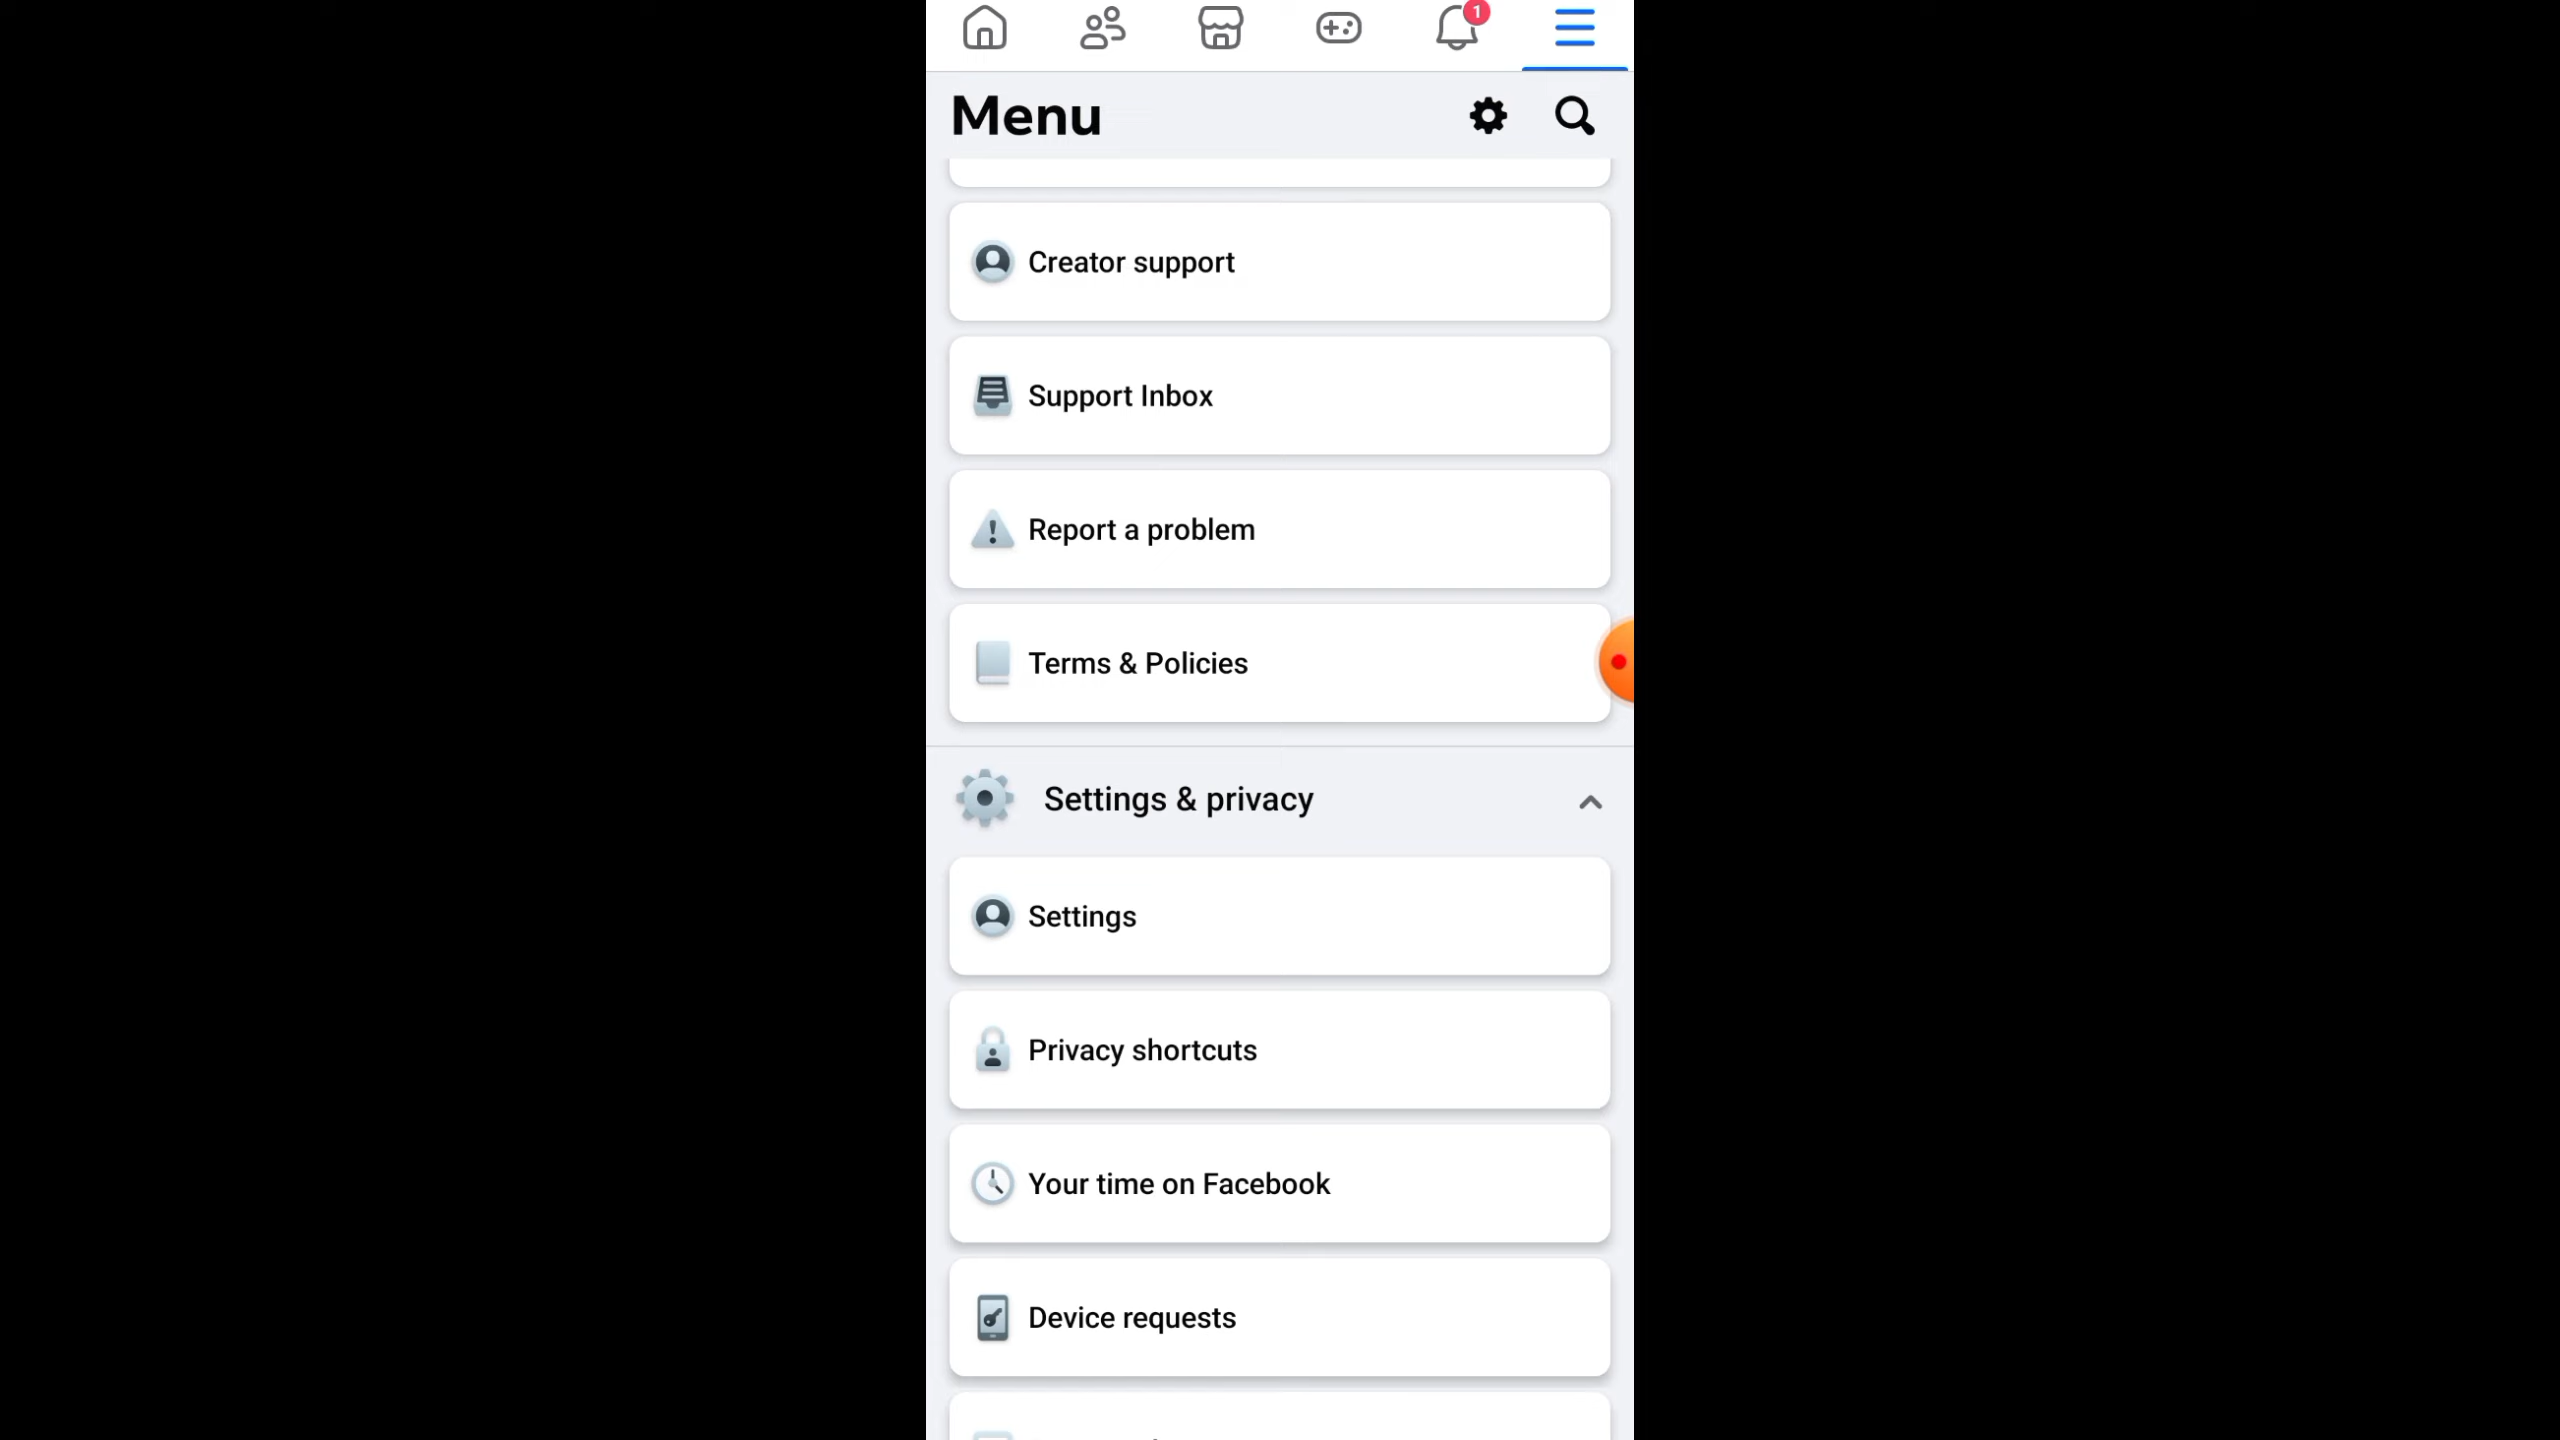 1
Menu
Creator support
Support Inbox
Report a problem
Terms & Policies
Settings & privacy
Settings
Privacy shortcuts
Your time on Facebook
Device requests